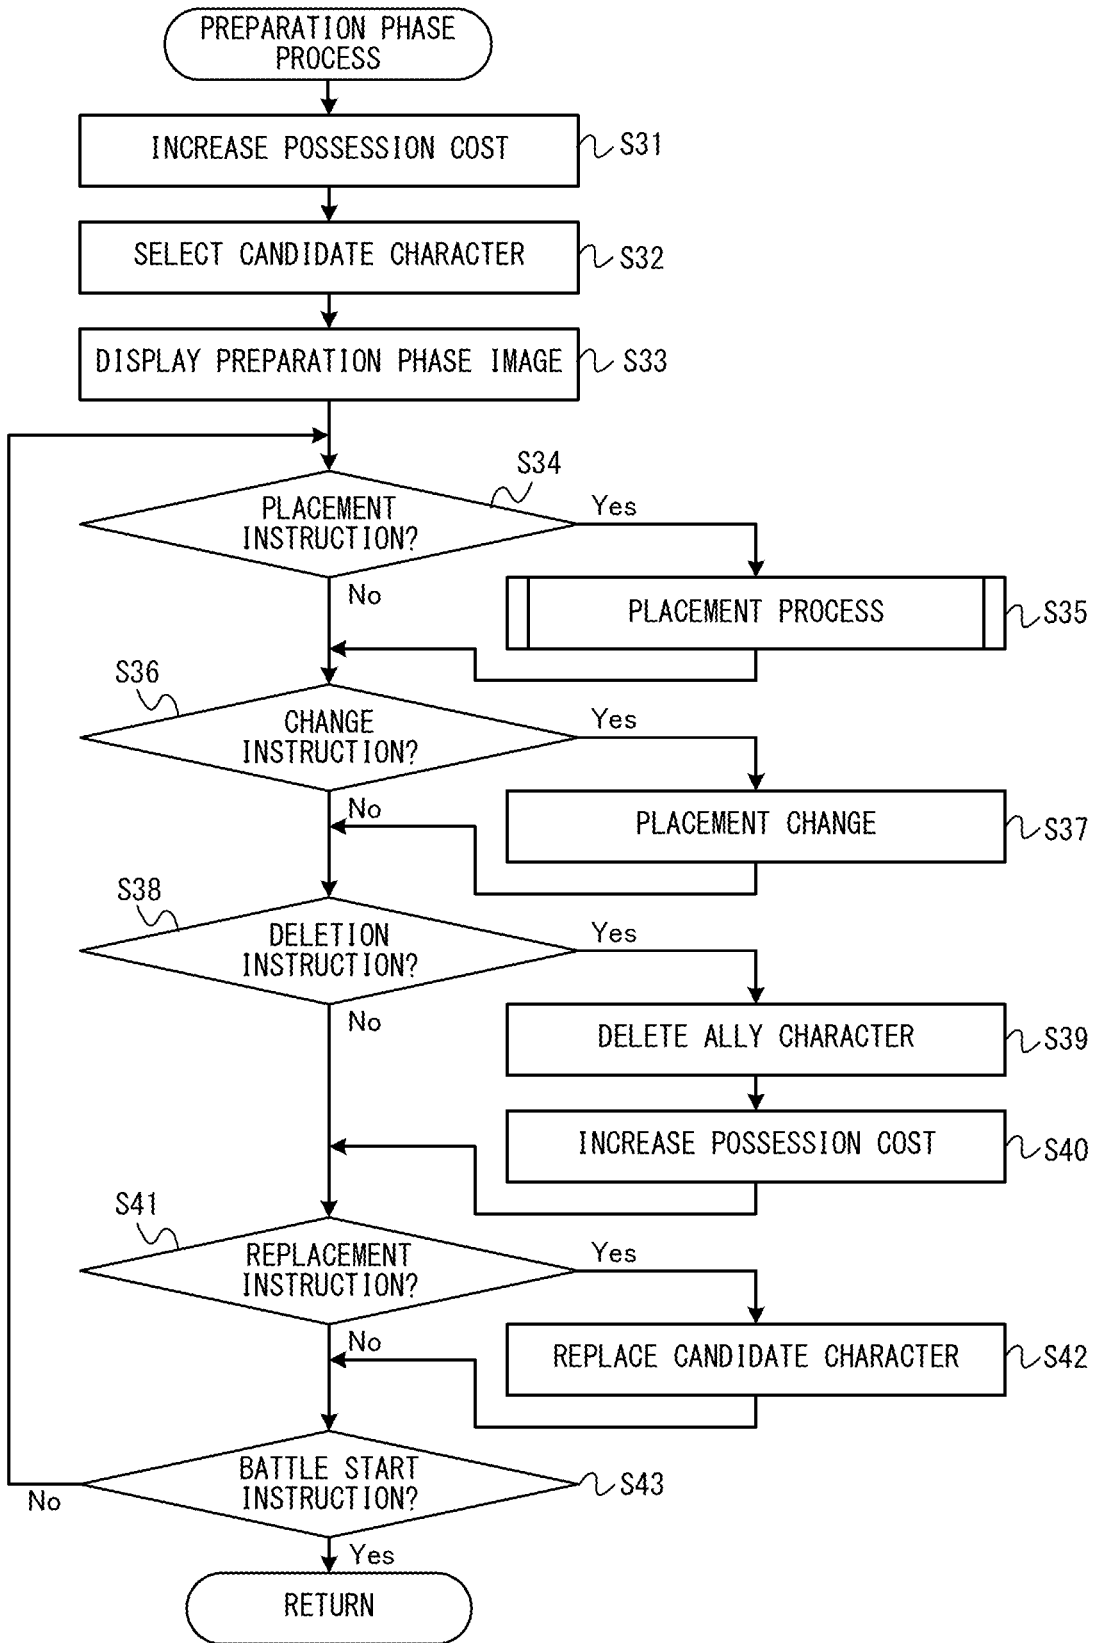 PREPARATION PHASE
PROCESS
INCREASE POSSESSION COST
S31
SELECT CANDIDATE CHARACTER
S32
DISPLAY PREPARATION PHASE IMAGE
S33
S34
PLACEMENT
INSTRUCTION?
Yes
No
PLACEMENT PROCESS
S35
S36
CHANGE
INSTRUCTION?
Yes
No
PLACEMENT CHANGE
S37
S38
DELETION
INSTRUCTION?
Yes
No
DELETE ALLY CHARACTER
S39
INCREASE POSSESSION COST
S40
S41
REPLACEMENT
INSTRUCTION?
Yes
No
REPLACE CANDIDATE CHARACTER
S42
BATTLE START
INSTRUCTION?
S43
No
Yes
RETURN